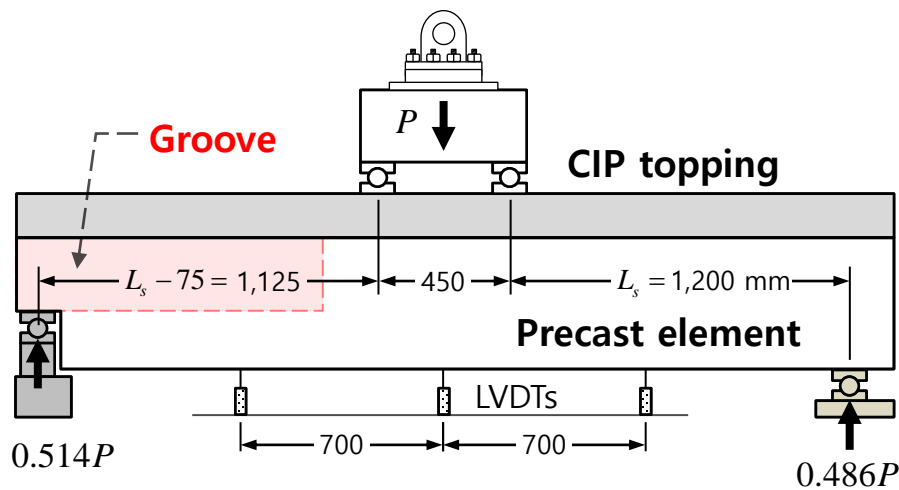 P
Groove
CIP topping
L_s − 75 = 1,125
450
L_s = 1,200 mm
Precast element
LVDTs
700
700
0.514P
0.486P